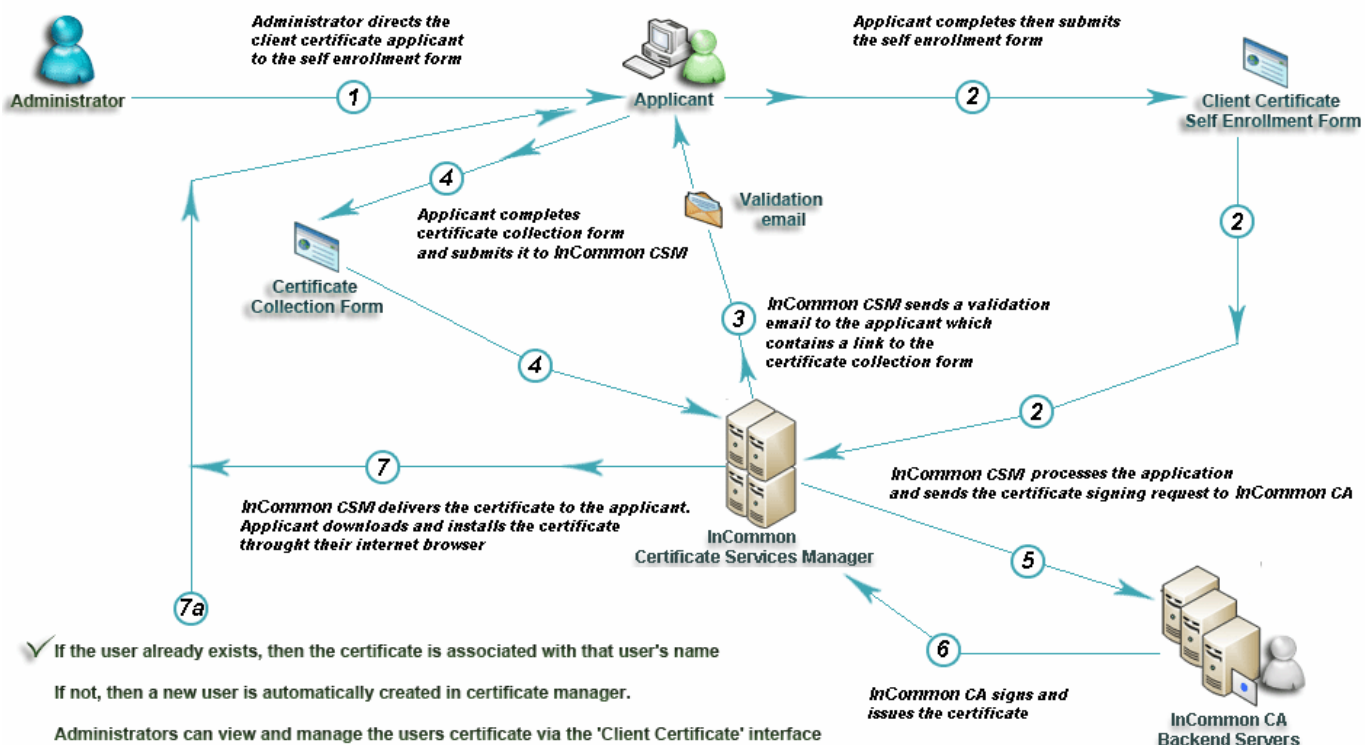 Administrator directs the
client certificate applicant
to the self enrollment form
Applicant completes then submits
the self enrollment form
Administrator
1
Applicant
2
Client Certificate
Self Enrollment Form
4
Validation
email
2
Applicant completes
certificate collection form
and submits it to InCommon CSM
Certificate
Collection Form
3
InCommon CSM sends a validation
email to the applicant which
contains a link to the
certificate collection form
4
2
7
InCommon CSM processes the application
and sends the certificate signing request to InCommon CA
InCommon CSM delivers the certificate to the applicant.
Applicant downloads and installs the certificate
throught their internet browser
InCommon
Certificate Services Manager
5
7a
6
If the user already exists, then the certificate is associated with that user's name
If not, then a new user is automatically created in certificate manager.
Administrators can view and manage the users certificate via the 'Client Certificate' interface
InCommon CA signs and
issues the certificate
InCommon CA
Backend Servers